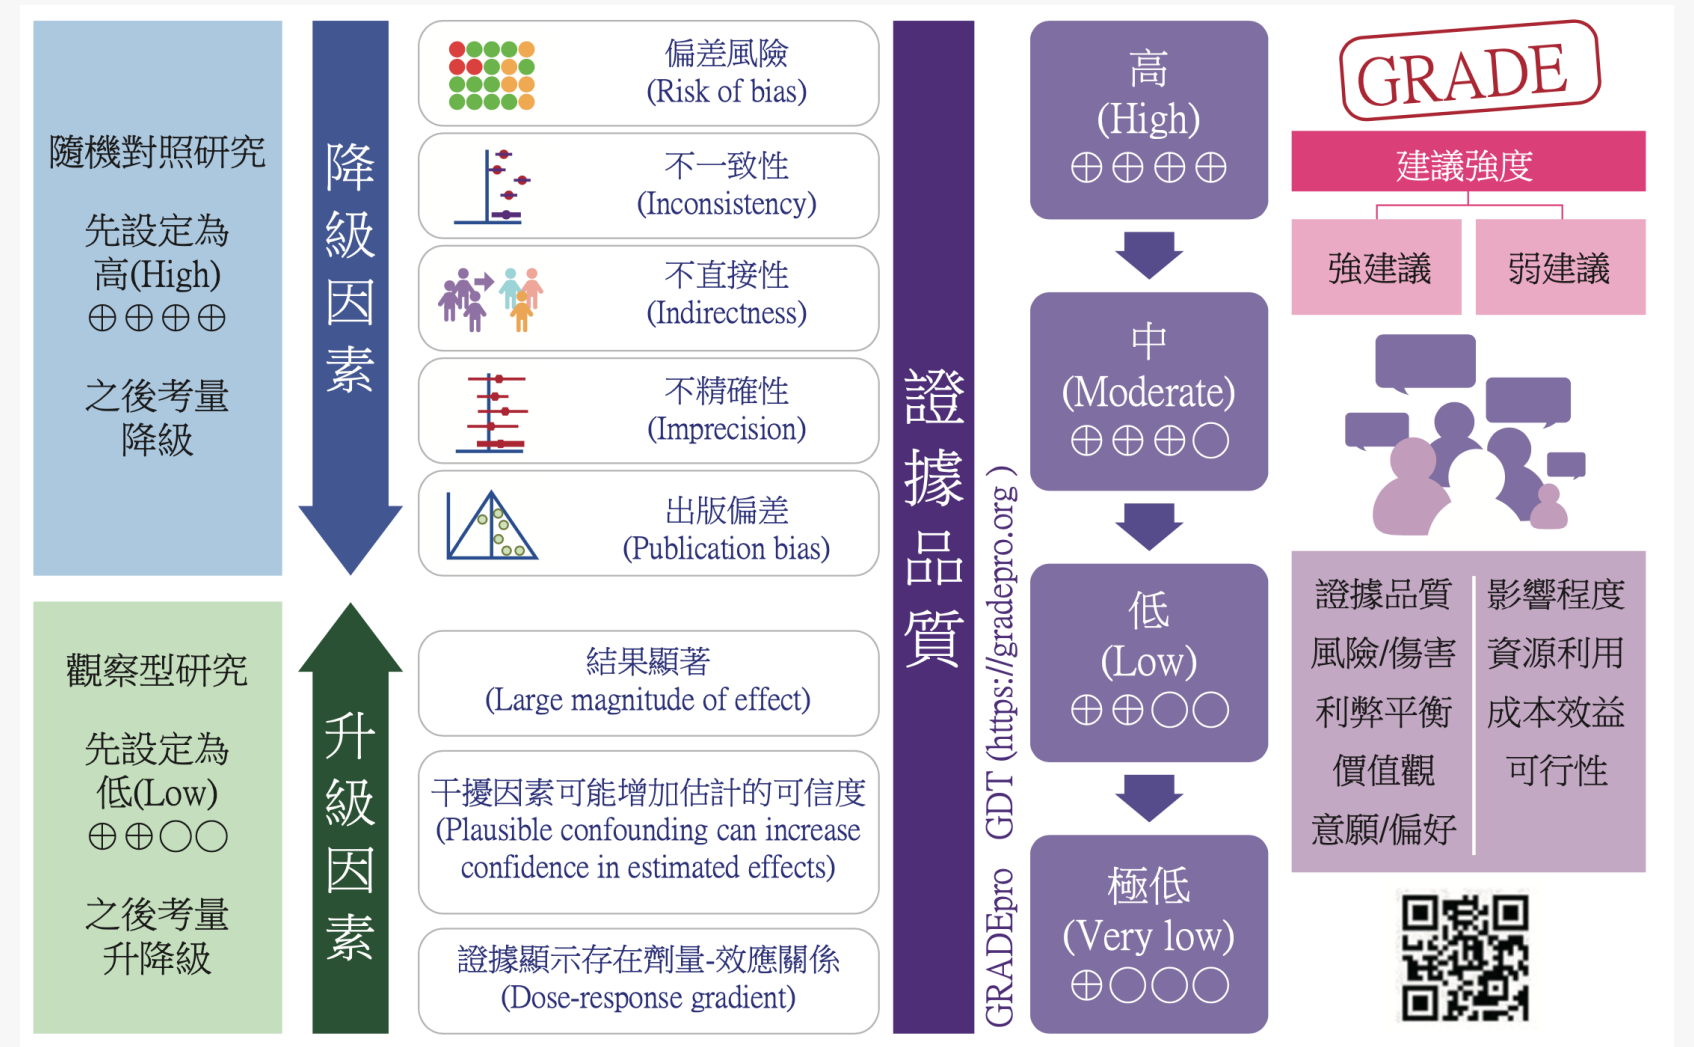 隨機對照研究
先設定為
高(High)
⊕⊕⊕⊕
之後考量
降級
降級因素
偏差風險
(Risk of bias)
不一致性
(Inconsistency)
不直接性
(Indirectness)
不精確性
(Imprecision)
出版偏差
(Publication bias)
觀察型研究
先設定為
低(Low)
⊕⊕○○
之後考量
升降級
升級因素
結果顯著
(Large magnitude of effect)
干擾因素可能增加估計的可信度
(Plausible confounding can increase
confidence in estimated effects)
證據顯示存在劑量-效應關係
(Dose-response gradient)
證據品質
GRADEpro GDT (https://gradepro.org )
高
(High)
⊕⊕⊕⊕
中
(Moderate)
⊕⊕⊕○
低
(Low)
⊕⊕○○
極低
(Very low)
⊕○○○
GRADE
建議強度
強建議
弱建議
證據品質
風險/傷害
利弊平衡
價值觀
意願/偏好
影響程度
資源利用
成本效益
可行性